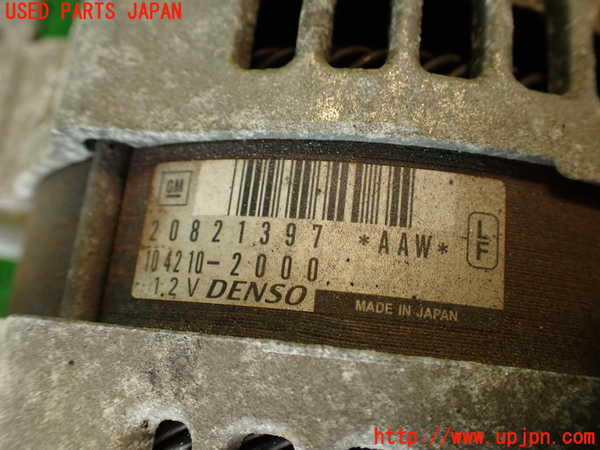 USED PARTS JAPAN
GM
20821397 *AAW*
LF
104210-2000
12V DENSO
MADE IN JAPAN
http://www.upjpn.com